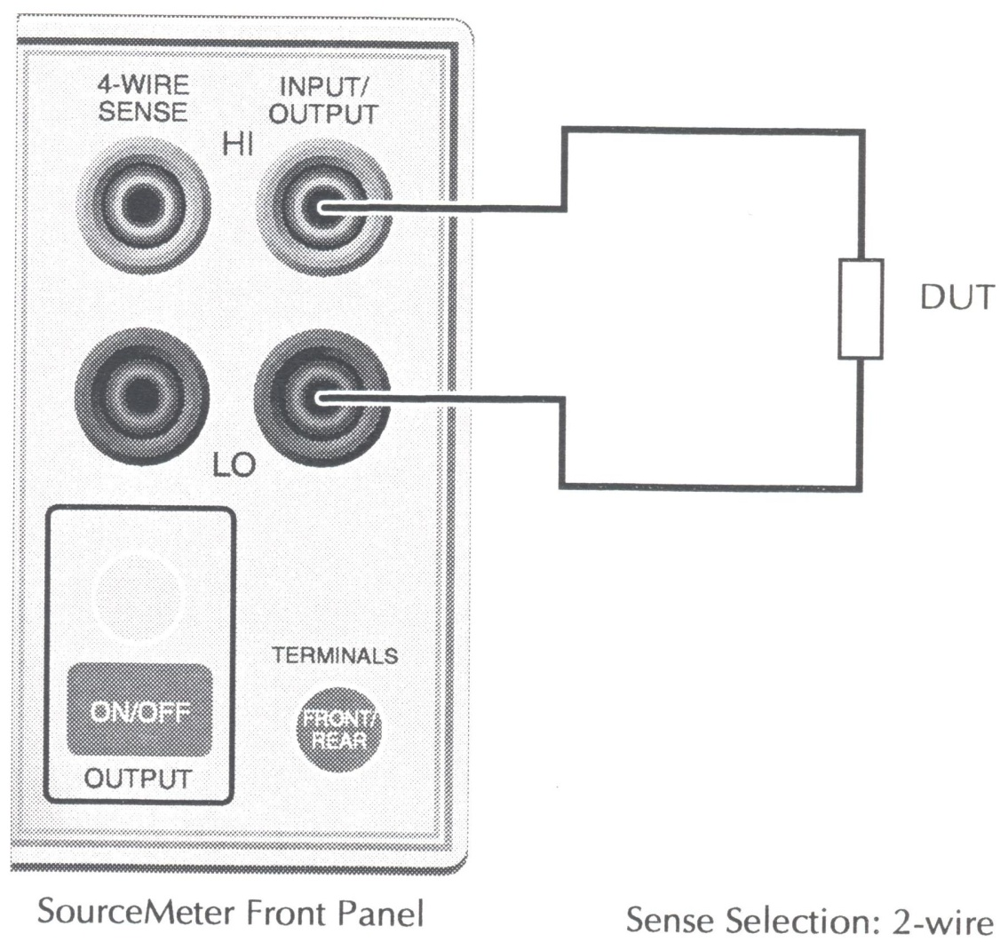 4-WIRE
SENSE
INPUT/
OUTPUT
HI
DUT
LO
TERMINALS
ON/OFF
FRONT/
REAR
OUTPUT
SourceMeter Front Panel
Sense Selection: 2-wire